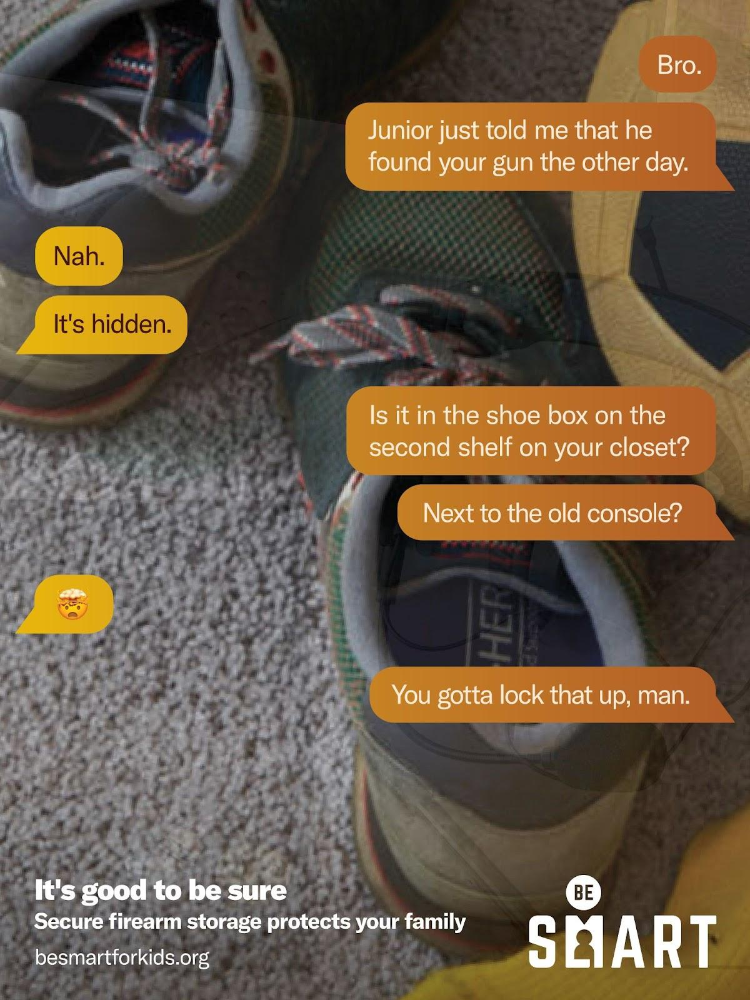 Bro.
Junior just told me that he
found your gun the other day.
Nah.
It's hidden.
Is it in the shoe box on the
second shelf on your closet?
Next to the old console?
🤯
You gotta lock that up, man.
It's good to be sure
Secure firearm storage protects your family
besmartforkids.org
BE
SMART